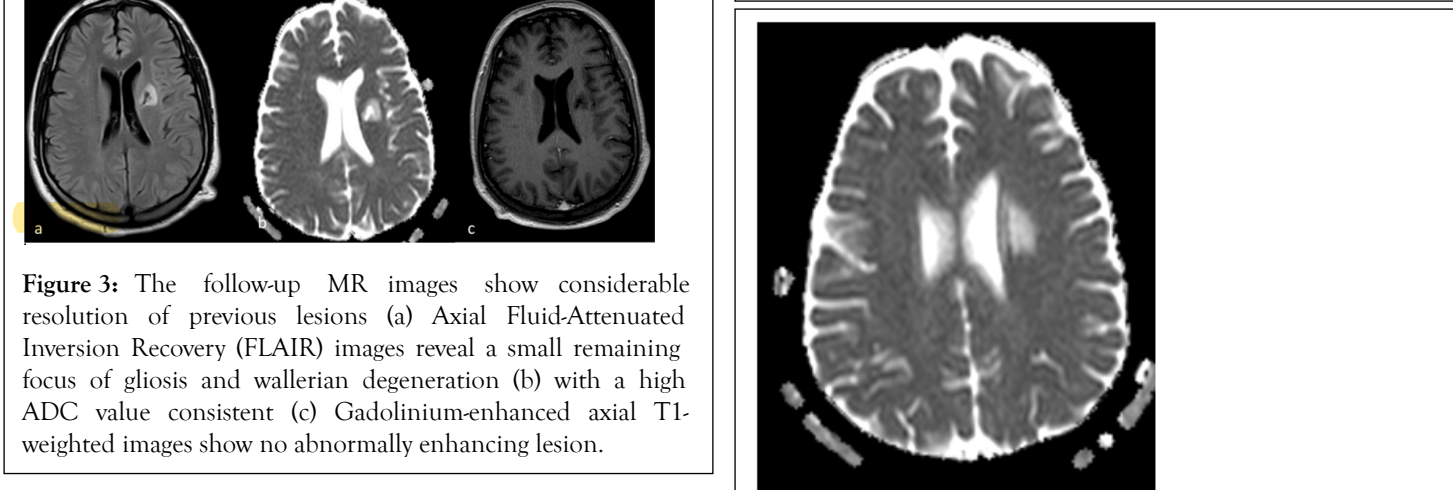 a
b
c
Figure 3: The follow-up MR images show considerable
resolution of previous lesions (a) Axial Fluid-Attenuated
Inversion Recovery (FLAIR) images reveal a small remaining
focus of gliosis and wallerian degeneration (b) with a high
ADC value consistent (c) Gadolinium-enhanced axial T1-
weighted images show no abnormally enhancing lesion.